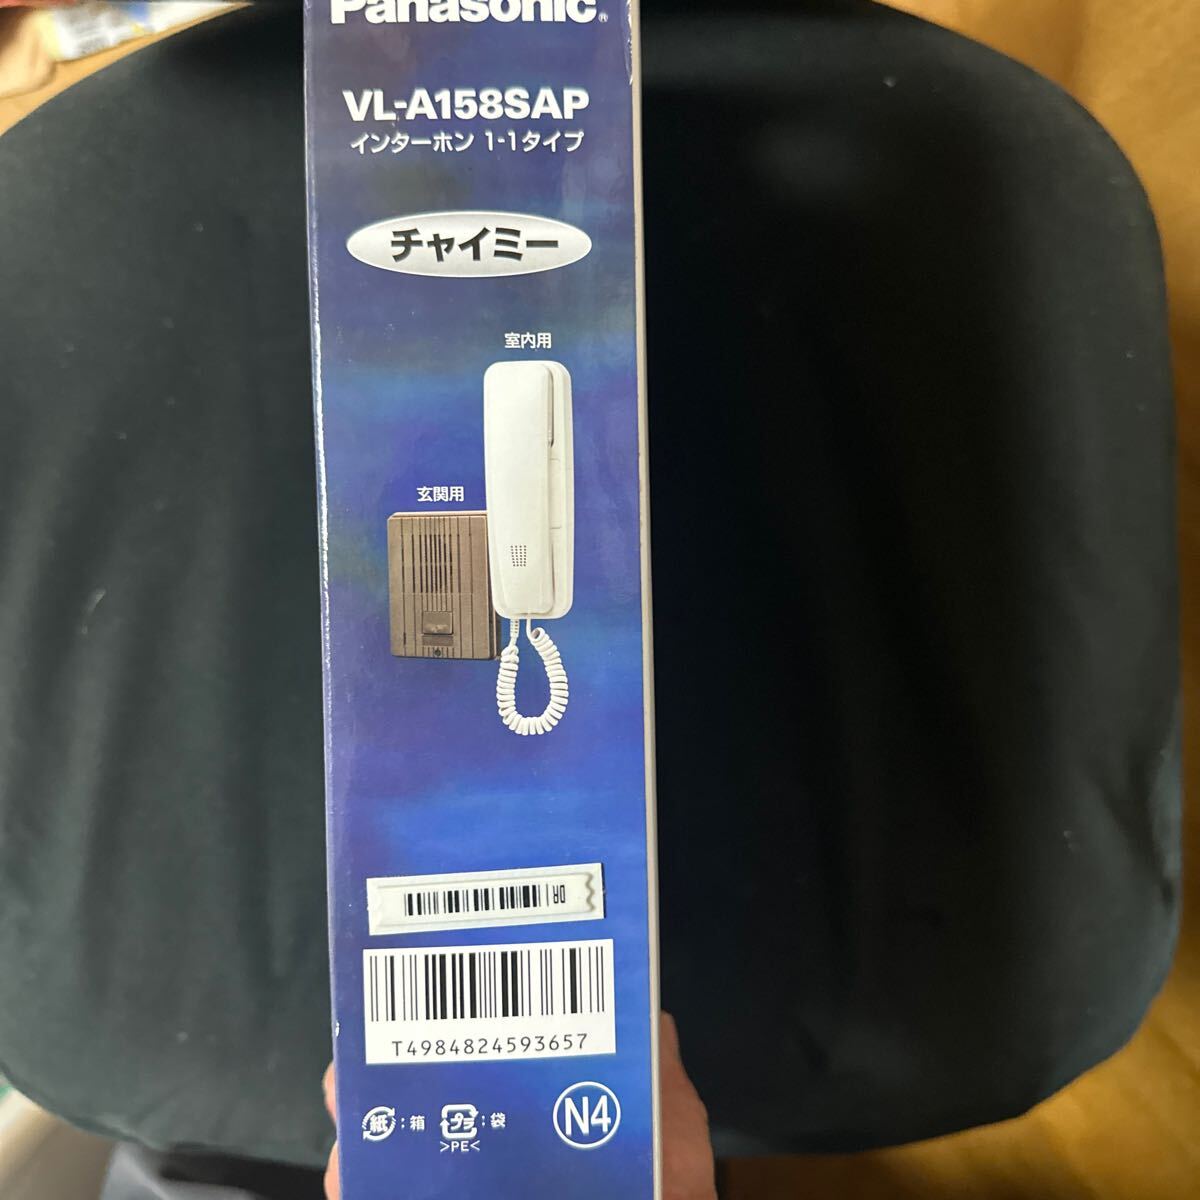 Panasonic®
VL-A158SAP
インターホン 1-1タイプ
チャイミー
室内用
玄関用
DR
T4984824593657
紙:箱
プラ:袋
>PE<
N4